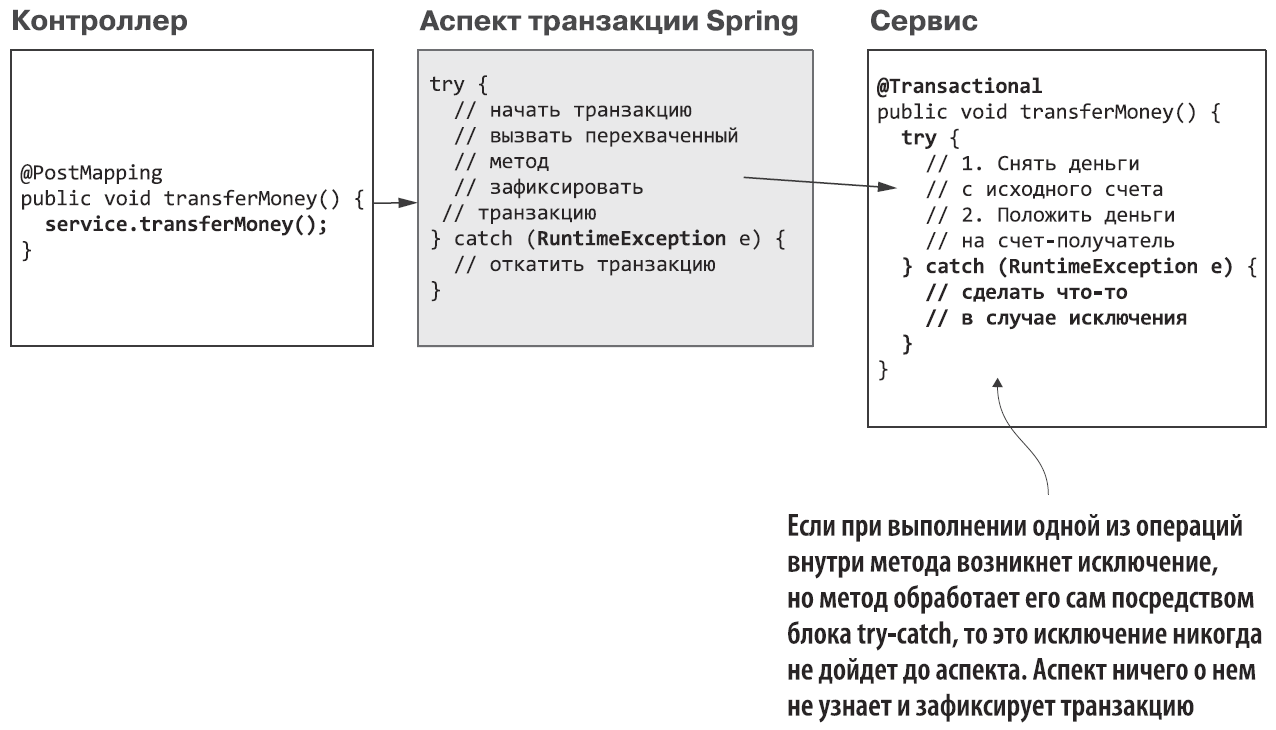 Контроллер
@PostMapping
public void transferMoney() {
service.transferMoney();
}
Аспект транзакции Spring
try {
// начать транзакцию
// вызвать перехваченный
// метод
// зафиксировать
// транзакцию
} catch (RuntimeException e) {
// откатить транзакцию
}
Сервис
@Transactional
public void transferMoney() {
try {
// 1. Снять деньги
// с исходного счета
// 2. Положить деньги
// на счет-получатель
} catch (RuntimeException e) {
// сделать что-то
// в случае исключения
}
}
Если при выполнении одной из операций
внутри метода возникнет исключение,
но метод обработает его сам посредством
блока try-catch, то это исключение никогда
не дойдет до аспекта. Аспект ничего о нем
не узнает и зафиксирует транзакцию